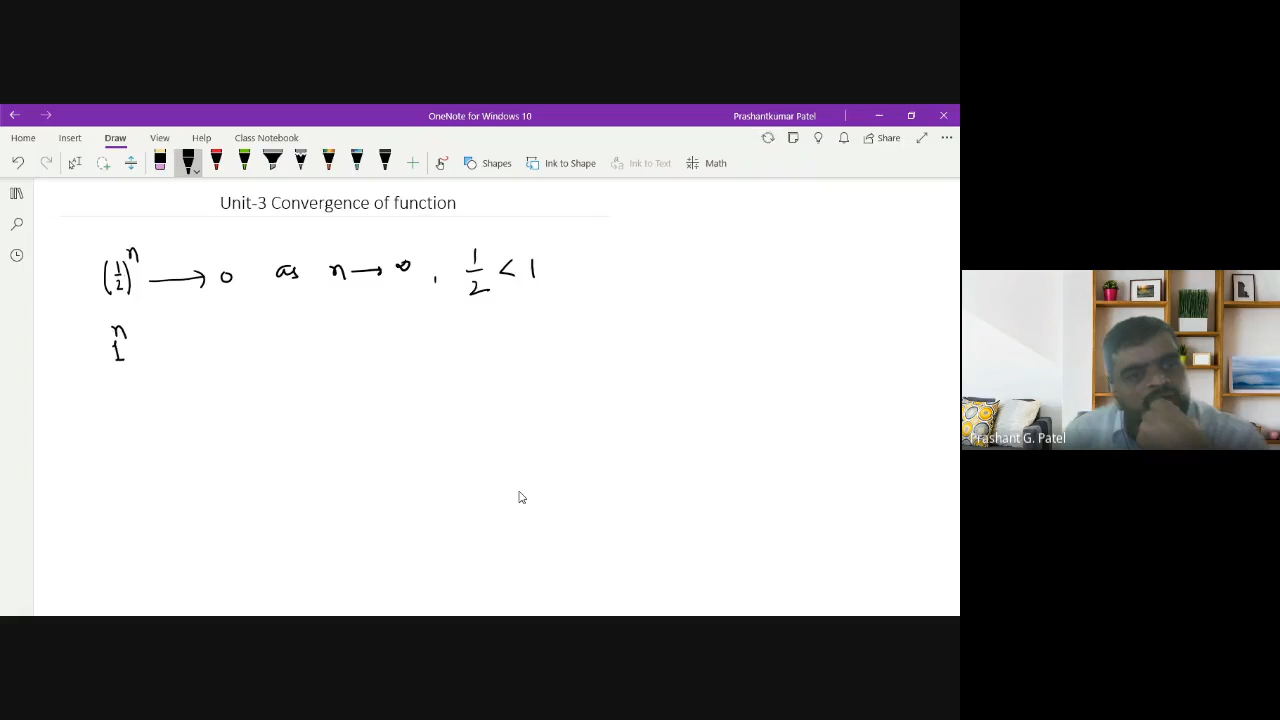 OneNote for Windows 10
Prashantkumar Patel
Home Insert Draw View Help Class Notebook
Share
Shapes Ink to Shape Ink to Text Math
Unit-3 Convergence of function
(1/2)^n ⟶ 0 as n → ∞, 1/2 < 1
1^n
Prashant G. Patel